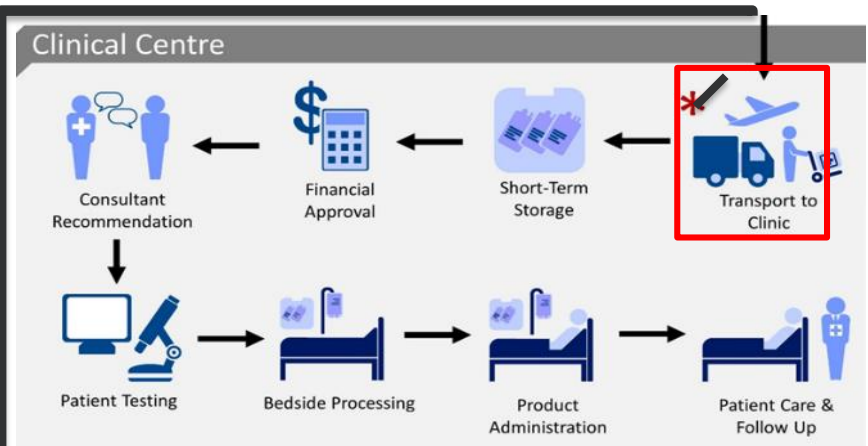 Clinical Centre
Consultant
Recommendation
Financial
Approval
Short-Term
Storage
Transport to
Clinic
Patient Testing
Bedside Processing
Product
Administration
Patient Care &
Follow Up